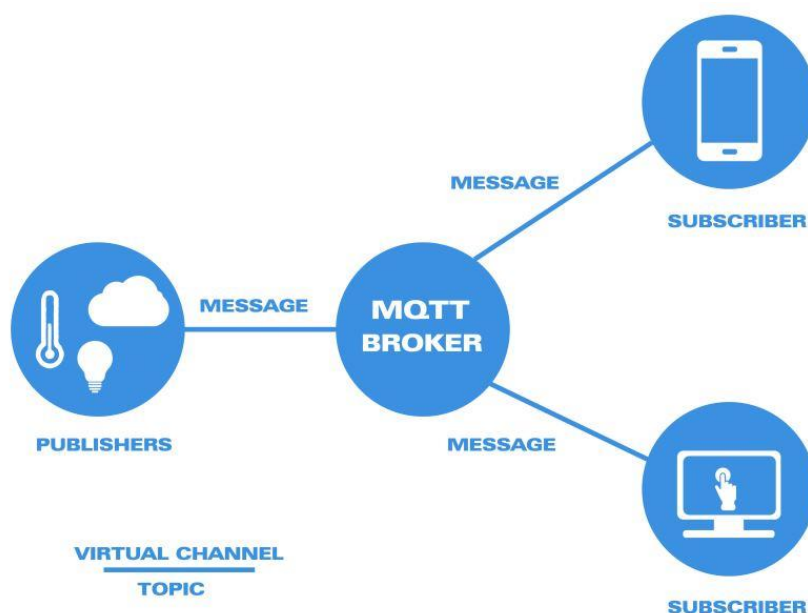 MESSAGE
SUBSCRIBER
MESSAGE
MQTT
BROKER
PUBLISHERS
MESSAGE
VIRTUAL CHANNEL
TOPIC
SUBSCRIBER